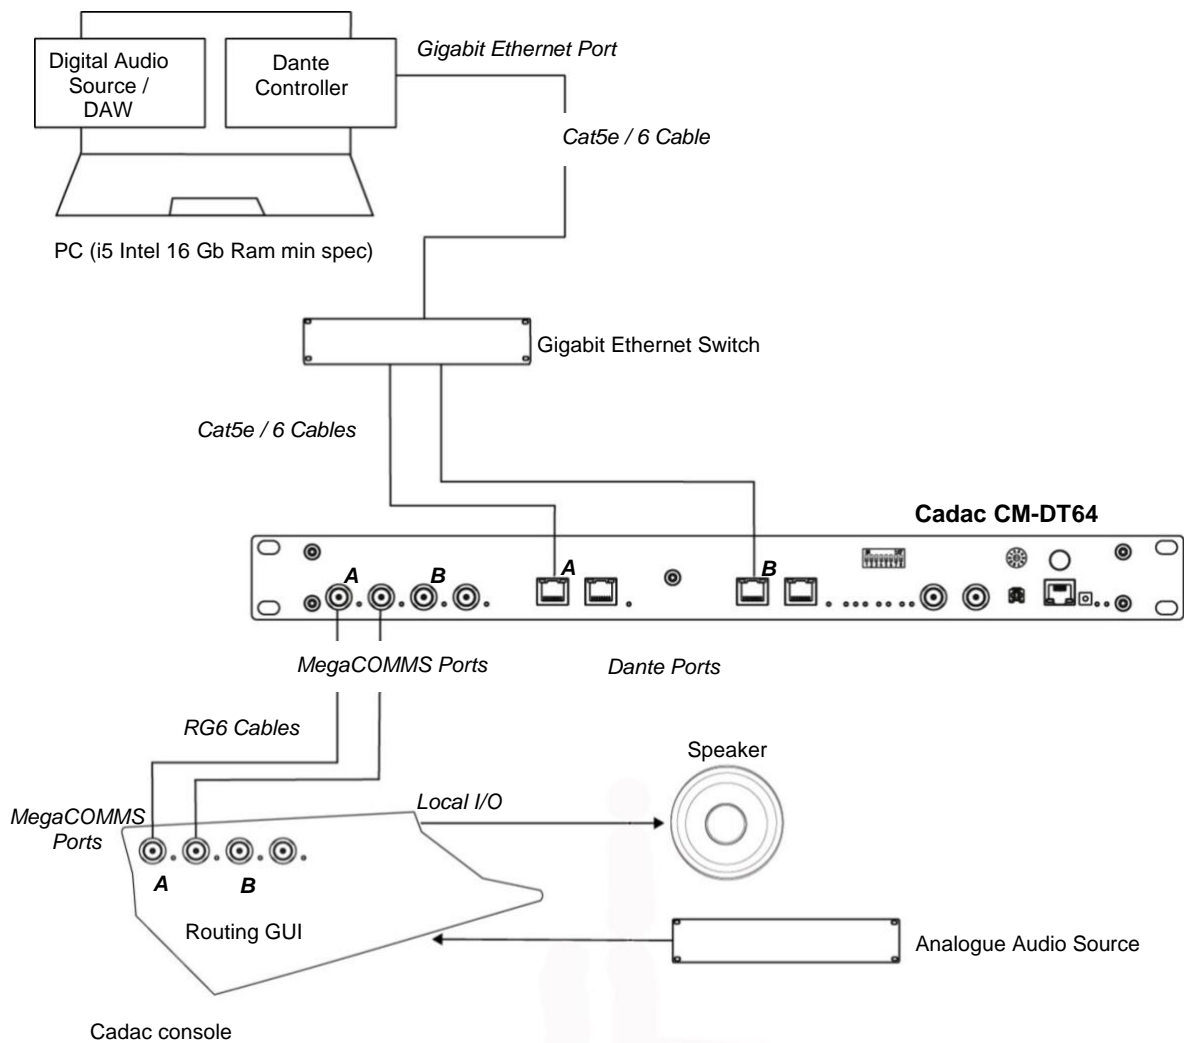 Gigabit Ethernet Port
Digital Audio
Source /
DAW
Dante
Controller
Cat5e / 6 Cable
PC (i5 Intel 16 Gb Ram min spec)
Gigabit Ethernet Switch
Cat5e / 6 Cables
Cadac CM-DT64
A
B
A
B
MegaCOMMS Ports
Dante Ports
RG6 Cables
Speaker
MegaCOMMS
Ports
Local I/O
A
B
Routing GUI
Analogue Audio Source
Cadac console